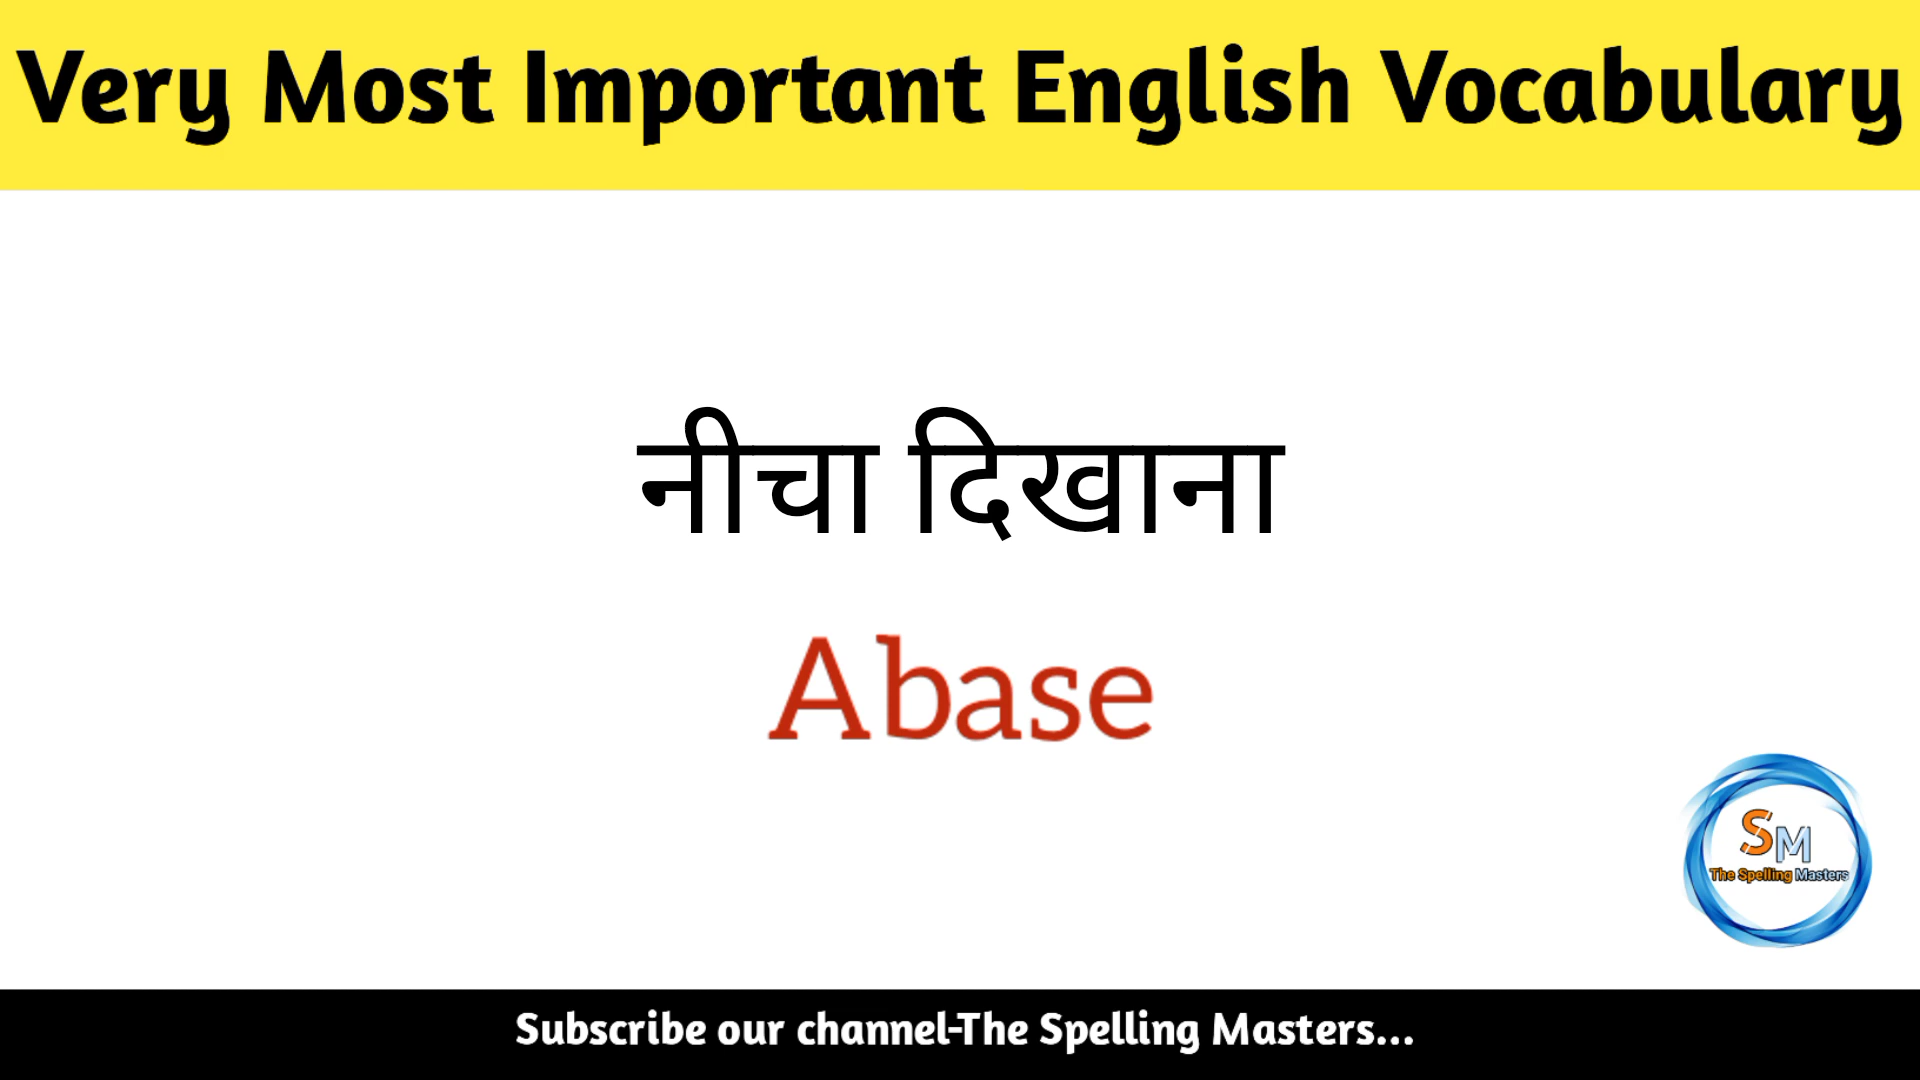 Very Most Important English Vocabulary
नीचा दिखाना
Abase
SM
The Spelling Masters
Subscribe our channel-The Spelling Masters...